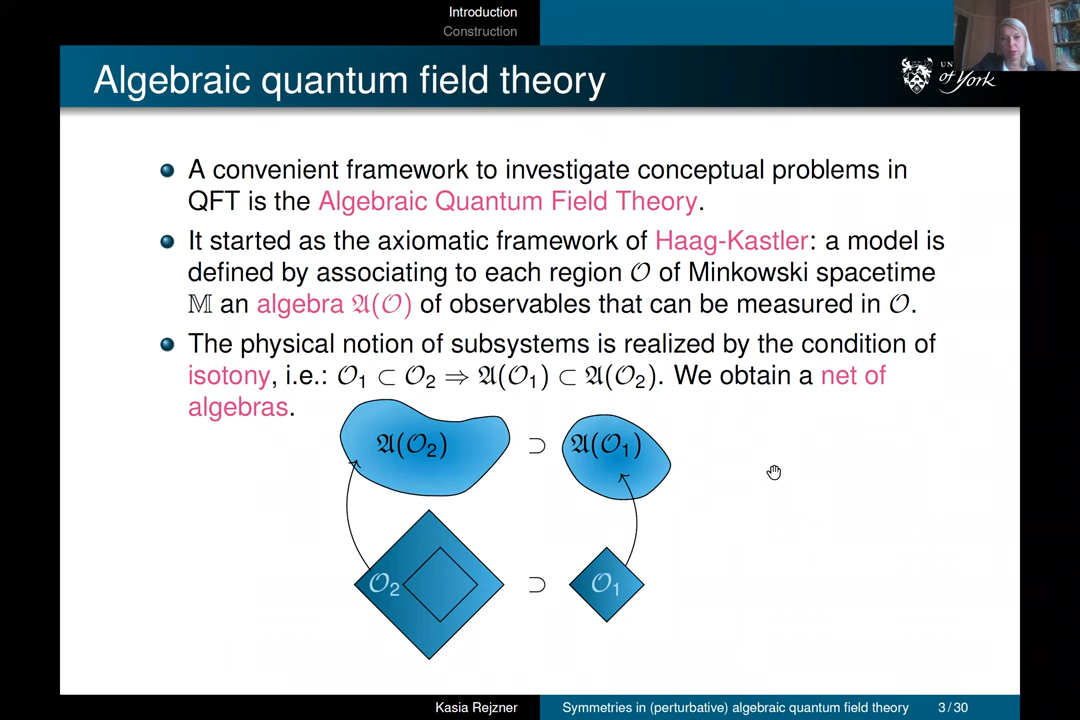 Introduction
Construction
Algebraic quantum field theory
UN
of York
A convenient framework to investigate conceptual problems in
QFT is the Algebraic Quantum Field Theory.
It started as the axiomatic framework of Haag-Kastler: a model is
defined by associating to each region 𝒪 of Minkowski spacetime
𝕄 an algebra 𝔄(𝒪) of observables that can be measured in 𝒪.
The physical notion of subsystems is realized by the condition of
isotony, i.e.: 𝒪₁ ⊂ 𝒪₂ ⇒ 𝔄(𝒪₁) ⊂ 𝔄(𝒪₂). We obtain a net of
algebras.
𝔄(𝒪₂) ⊃ 𝔄(𝒪₁)
𝒪₂ ⊃ 𝒪₁
Kasia Rejzner Symmetries in (perturbative) algebraic quantum field theory 3 / 30